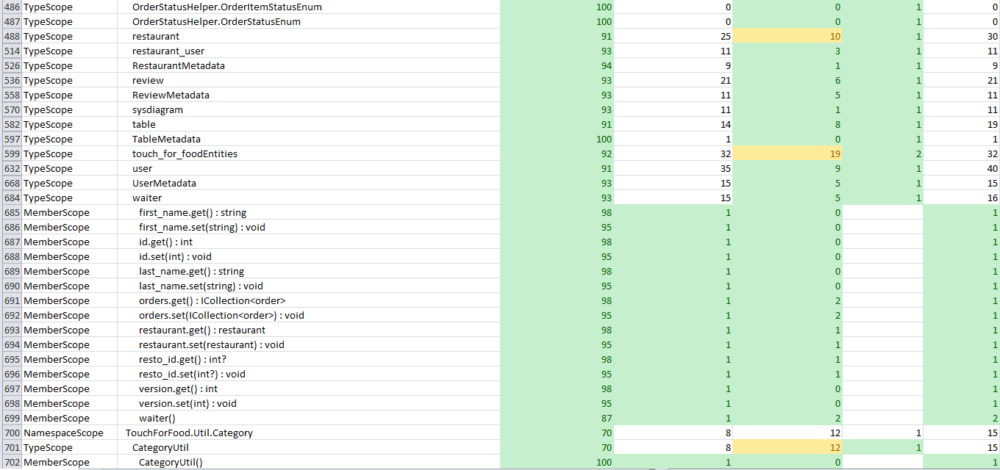 486 TypeScope OrderStatusHelper.OrderItemStatusEnum 100 0 0 1 0
487 TypeScope OrderStatusHelper.OrderStatusEnum 100 0 0 1 0
488 TypeScope restaurant 91 25 10 1 30
514 TypeScope restaurant_user 93 11 3 1 11
526 TypeScope RestaurantMetadata 94 9 1 1 9
536 TypeScope review 93 21 6 1 21
558 TypeScope ReviewMetadata 93 11 5 1 11
570 TypeScope sysdiagram 93 11 1 1 11
582 TypeScope table 91 14 8 1 19
597 TypeScope TableMetadata 100 1 0 1 1
599 TypeScope touch_for_foodEntities 92 32 19 2 32
632 TypeScope user 91 35 9 1 40
668 TypeScope UserMetadata 93 15 5 1 15
684 TypeScope waiter 93 15 5 1 16
685 MemberScope first_name.get() : string 98 1 0 1
686 MemberScope first_name.set(string) : void 95 1 0 1
687 MemberScope id.get() : int 98 1 0 1
688 MemberScope id.set(int) : void 95 1 0 1
689 MemberScope last_name.get() : string 98 1 0 1
690 MemberScope last_name.set(string) : void 95 1 0 1
691 MemberScope orders.get() : ICollection<order> 98 1 2 1
692 MemberScope orders.set(ICollection<order>) : void 95 1 2 1
693 MemberScope restaurant.get() : restaurant 98 1 1 1
694 MemberScope restaurant.set(restaurant) : void 95 1 1 1
695 MemberScope resto_id.get() : int? 98 1 1 1
696 MemberScope resto_id.set(int?) : void 95 1 1 1
697 MemberScope version.get() : int 98 1 0 1
698 MemberScope version.set(int) : void 95 1 0 1
699 MemberScope waiter() 87 1 2 2
700 NamespaceScope TouchForFood.Util.Category 70 8 12 1 15
701 TypeScope CategoryUtil 70 8 12 1 15
702 MemberScope CategoryUtil() 100 1 0 1